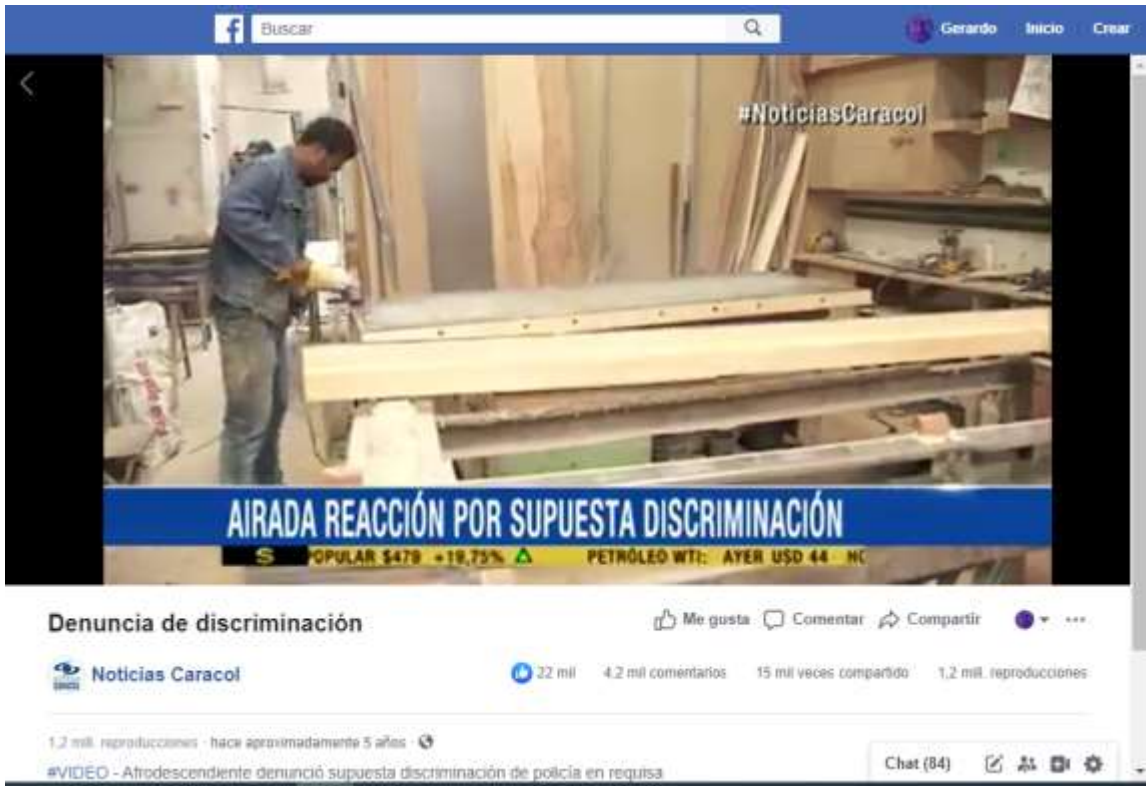 f Buscar Gerardo Inicio Crear
#NoticiasCaracol
AIRADA REACCIÓN POR SUPUESTA DISCRIMINACIÓN
S OPULAR $479 +19,75% PETRÓLEO WTI: AYER USD 44
Denuncia de discriminación Me gusta Comentar Compartir
Noticias Caracol 22 mil 4.2 mil comentarios 15 mil veces compartido 1,2 mill. reproducciones
1,2 mill. reproducciones · hace aproximadamente 5 años ·
#VIDEO - Afrodescendiente denunció supuesta discriminación de policía en requisa
Chat (84)